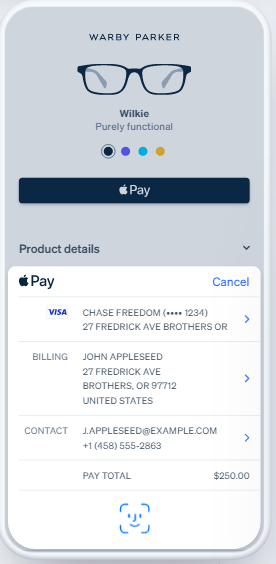 WARBY PARKER
Wilkie
Purely functional
Pay
Product details
Pay
Cancel
VISA
CHASE FREEDOM (•••• 1234)
27 FREDRICK AVE BROTHERS OR
BILLING
JOHN APPLESEED
27 FREDRICK AVE
BROTHERS, OR 97712
UNITED STATES
CONTACT
J.APPLESEED@EXAMPLE.COM
+1 (458) 555-2863
PAY TOTAL
$250.00